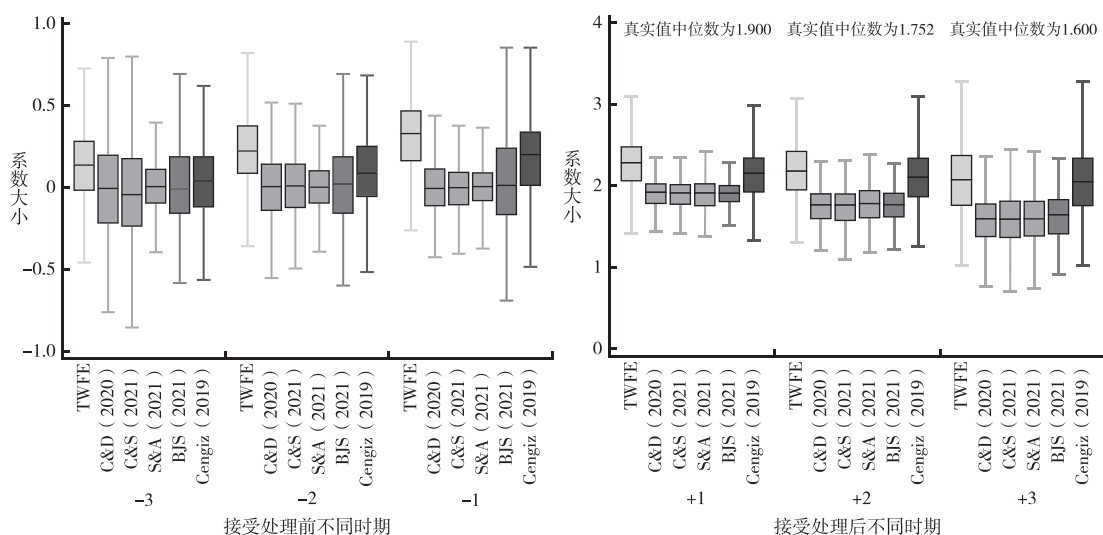 1.0
0.5
0
-0.5
-1.0
系数大小
TWFE
C&D（2020）
C&S（2021）
S&A（2021）
BJS（2021）
Cengiz（2019）
TWFE
C&D（2020）
C&S（2021）
S&A（2021）
BJS（2021）
Cengiz（2019）
TWFE
C&D（2020）
C&S（2021）
S&A（2021）
BJS（2021）
Cengiz（2019）
-3 -2 -1
接受处理前不同时期
真实值中位数为1.900 真实值中位数为1.752 真实值中位数为1.600
4
3
2
1
0
系数大小
TWFE
C&D（2020）
C&S（2021）
S&A（2021）
BJS（2021）
Cengiz（2019）
TWFE
C&D（2020）
C&S（2021）
S&A（2021）
BJS（2021）
Cengiz（2019）
TWFE
C&D（2020）
C&S（2021）
S&A（2021）
BJS（2021）
Cengiz（2019）
+1 +2 +3
接受处理后不同时期